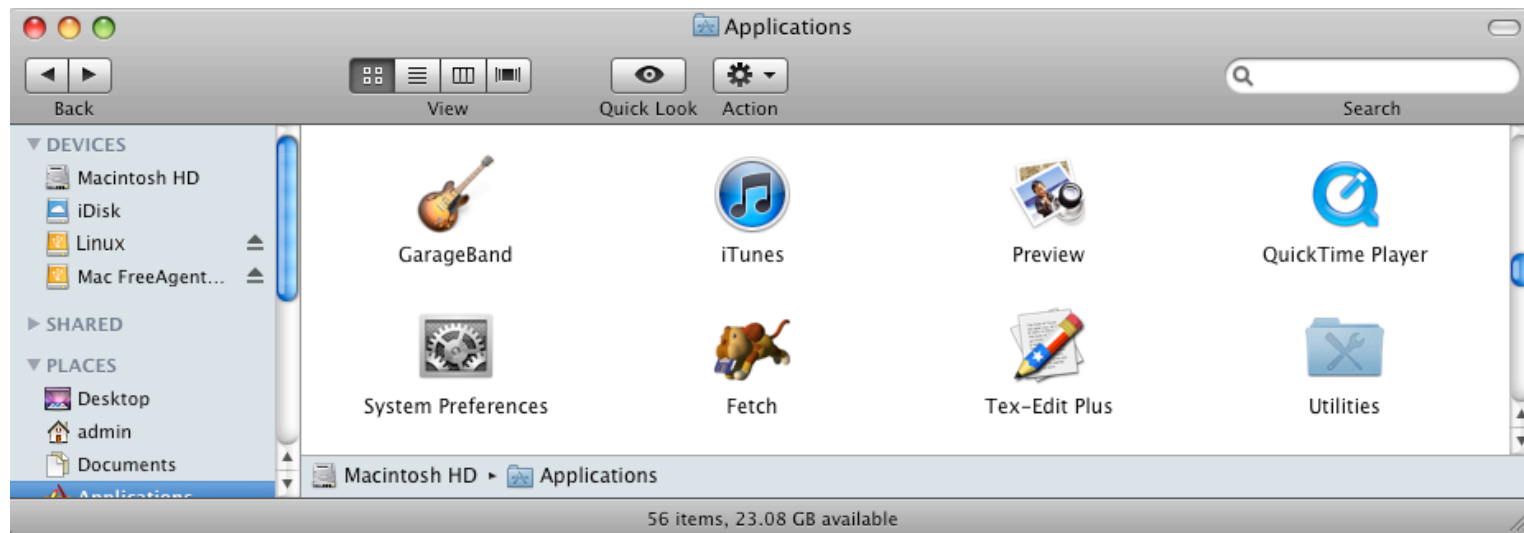 Applications
Back
View
Quick Look
Action
Search
DEVICES
Macintosh HD
iDisk
Linux
Mac FreeAgent...
SHARED
PLACES
Desktop
admin
Documents
Applications
GarageBand
iTunes
Preview
QuickTime Player
System Preferences
Fetch
Tex-Edit Plus
Utilities
Macintosh HD ▸ Applications
56 items, 23.08 GB available